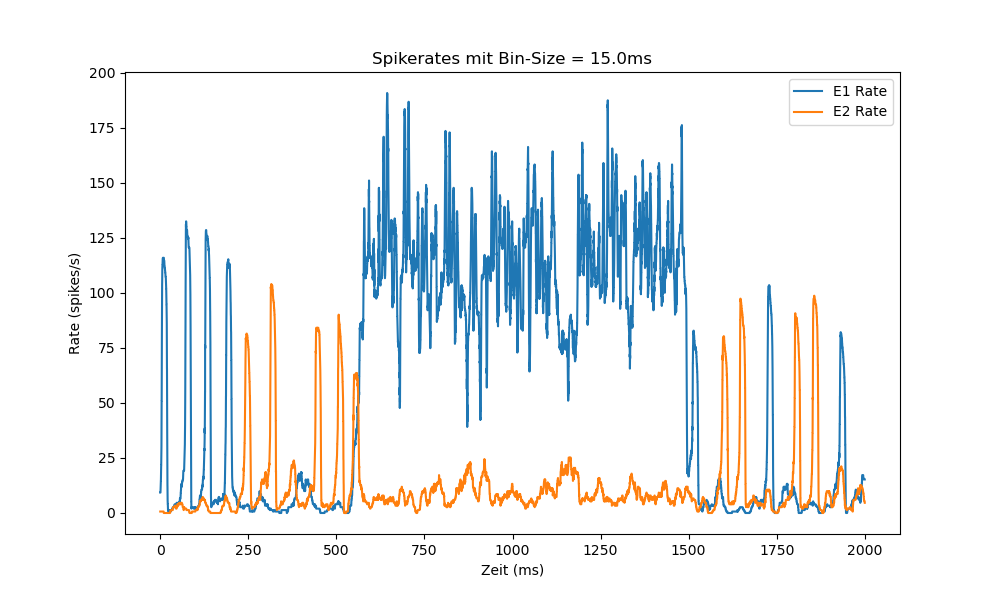 Spikerates mit Bin-Size = 15.0ms
E1 Rate
E2 Rate
Rate (spikes/s)
200
175
150
125
100
75
50
25
0
0 250 500 750 1000 1250 1500 1750 2000
Zeit (ms)